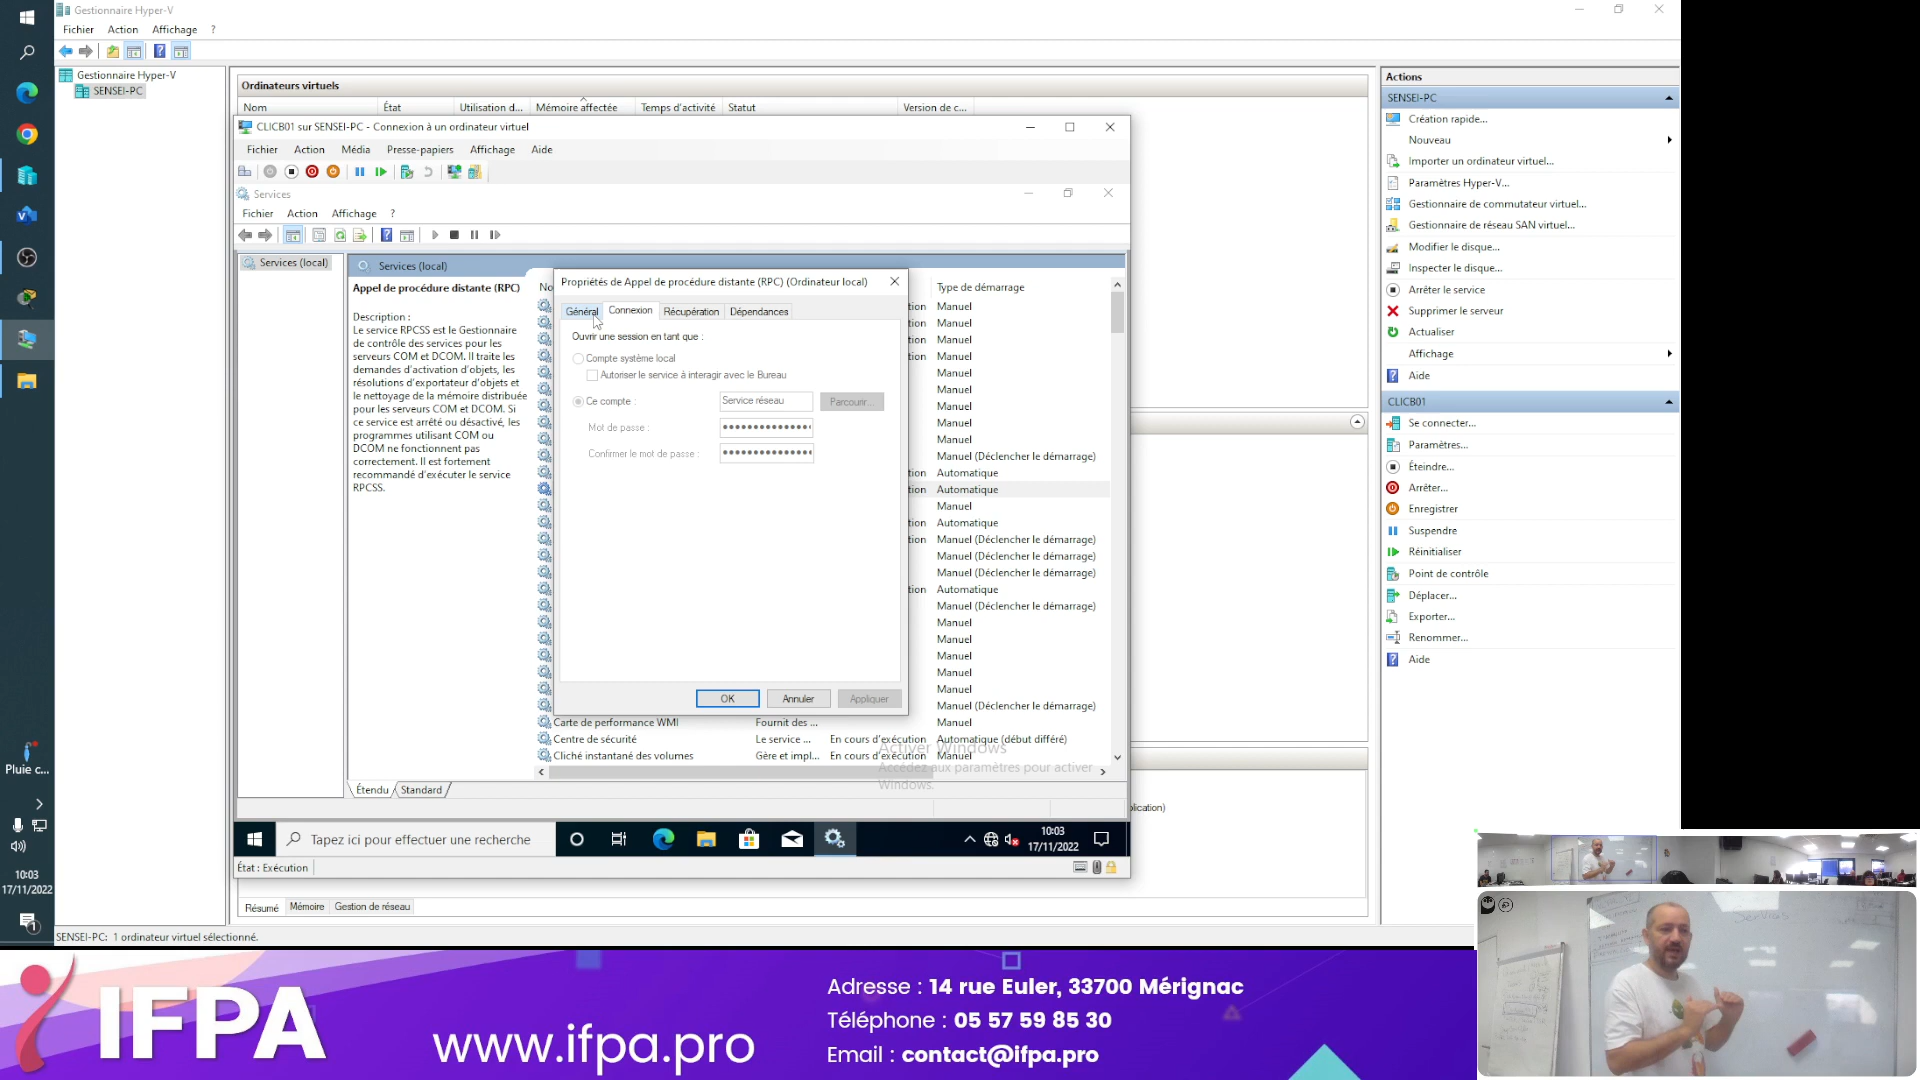 Gestionnaire Hyper-V
Fichier Action Affichage ?
Gestionnaire Hyper-V
SENSEI-PC
Ordinateurs virtuels
Nom État Utilisation d... Mémoire affectée Temps d'activité Statut Version de c...
CLICB01 sur SENSEI-PC - Connexion à un ordinateur virtuel
Fichier Action Média Presse-papiers Affichage Aide
Services
Fichier Action Affichage ?
Services (local)
Services (local)
Appel de procédure distante (RPC)
Description :
Le service RPCSS est le Gestionnaire
de contrôle des services pour les
serveurs COM et DCOM. Il traite les
demandes d'activation d'objets, les
résolutions d'exportateur d'objets et
le nettoyage de la mémoire distribuée
pour les serveurs COM et DCOM. Si
ce service est arrêté ou désactivé, les
programmes utilisant COM ou
DCOM ne fonctionnent pas
correctement. Il est fortement
recommandé d'exécuter le service
RPCSS.
No
Propriétés de Appel de procédure distante (RPC) (Ordinateur local)
Général Connexion Récupération Dépendances
Ouvrir une session en tant que :
Compte système local
Autoriser le service à interagir avec le Bureau
Ce compte : Service réseau Parcourir...
Mot de passe :
Confirmer le mot de passe :
OK Annuler Appliquer
Type de démarrage
tion Manuel
tion Manuel
tion Manuel
tion Manuel
Manuel
Manuel
Manuel
Manuel
Manuel
Manuel (Déclencher le démarrage)
tion Automatique
tion Automatique
Manuel
tion Automatique
tion Manuel (Déclencher le démarrage)
Manuel (Déclencher le démarrage)
Manuel (Déclencher le démarrage)
tion Automatique
Manuel (Déclencher le démarrage)
Manuel
Manuel
Manuel
Manuel
Manuel
Manuel (Déclencher le démarrage)
Carte de performance WMI Fournit des ... Manuel
Centre de sécurité Le service ... En cours d'exécution Automatique (début différé)
Cliché instantané des volumes Gère et impl... En cours d'exécution Manuel
Activer Windows
Accédez aux paramètres pour activer
Windows.
Étendu Standard
Tapez ici pour effectuer une recherche
10:03
17/11/2022
État : Exécution
plication)
Résumé Mémoire Gestion de réseau
SENSEI-PC: 1 ordinateur virtuel sélectionné.
Actions
SENSEI-PC
Création rapide...
Nouveau
Importer un ordinateur virtuel...
Paramètres Hyper-V...
Gestionnaire de commutateur virtuel...
Gestionnaire de réseau SAN virtuel...
Modifier le disque...
Inspecter le disque...
Arrêter le service
Supprimer le serveur
Actualiser
Affichage
Aide
CLICB01
Se connecter...
Paramètres...
Éteindre...
Arrêter...
Enregistrer
Suspendre
Réinitialiser
Point de contrôle
Déplacer...
Exporter...
Renommer...
Aide
Pluie c...
10:03
17/11/2022
1
IFPA
www.ifpa.pro
Adresse : 14 rue Euler, 33700 Mérignac
Téléphone : 05 57 59 85 30
Email : contact@ifpa.pro
Services